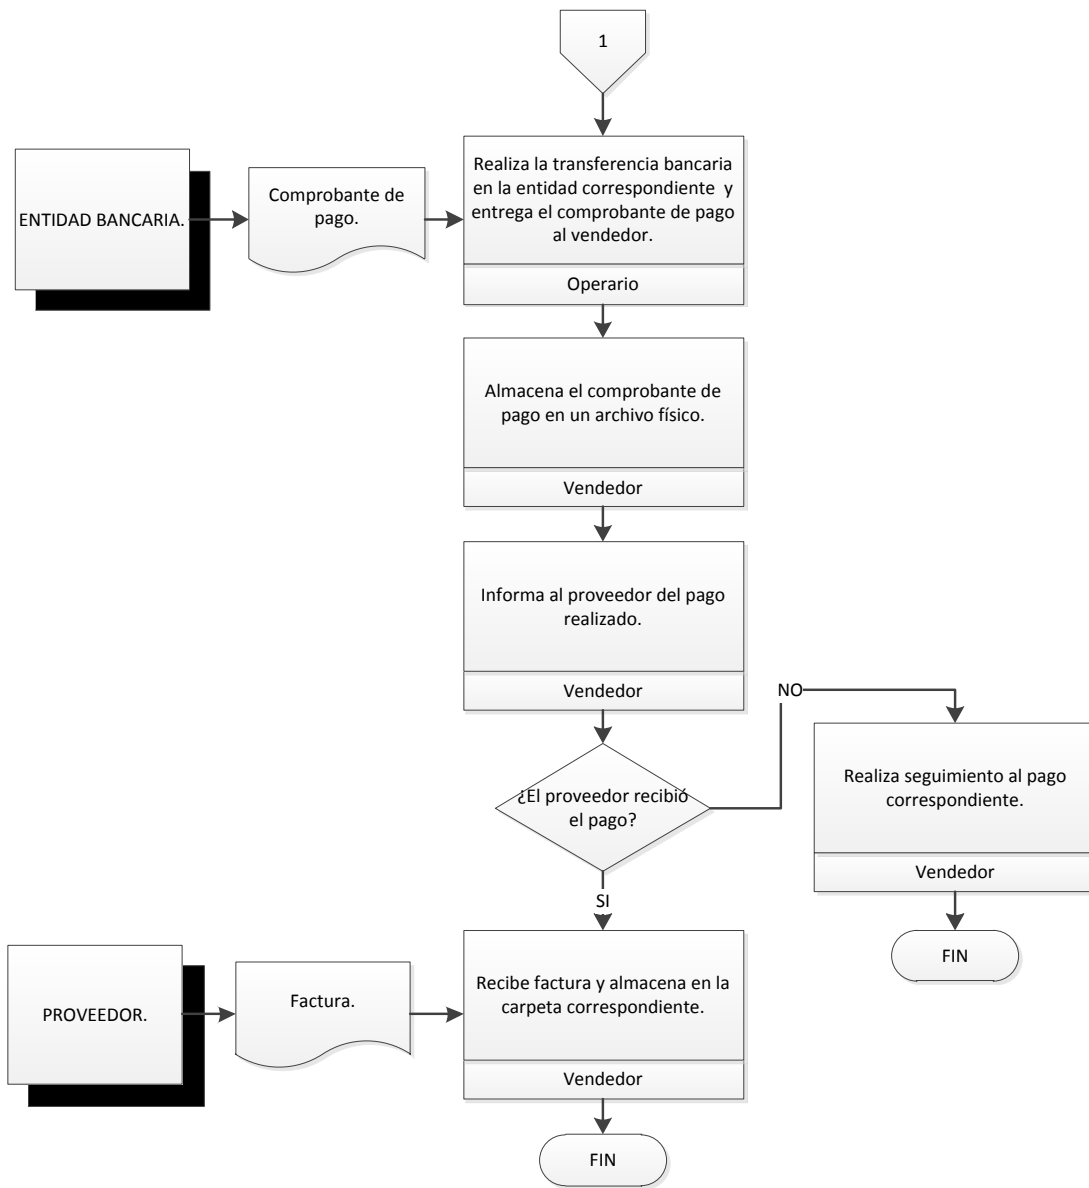 1
ENTIDAD BANCARIA.
Comprobante de
pago.
Realiza la transferencia bancaria
en la entidad correspondiente y
entrega el comprobante de pago
al vendedor.
Operario
Almacena el comprobante de
pago en un archivo físico.
Vendedor
Informa al proveedor del pago
realizado.
Vendedor
¿El proveedor recibió
el pago?
NO
Realiza seguimiento al pago
correspondiente.
Vendedor
FIN
SI
PROVEEDOR.
Factura.
Recibe factura y almacena en la
carpeta correspondiente.
Vendedor
FIN